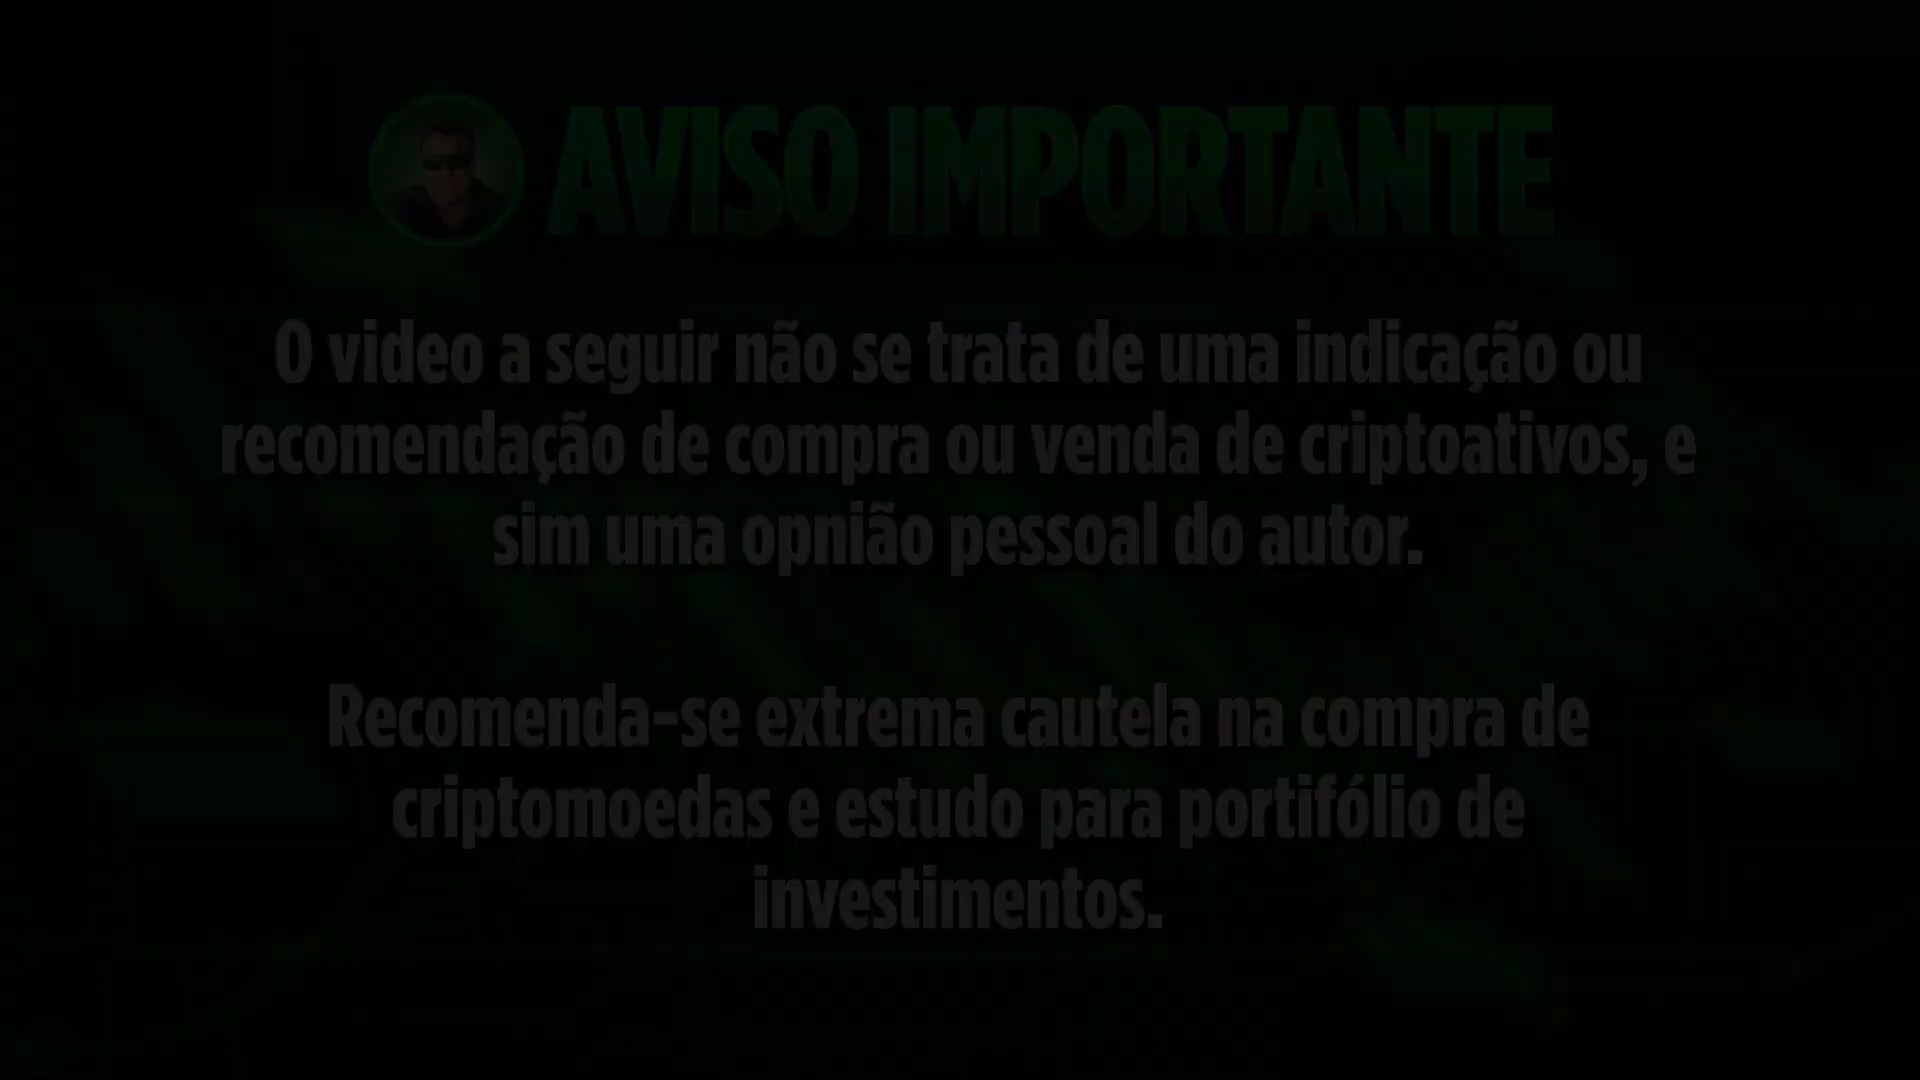 AVISO IMPORTANTE
O video a seguir não se trata de uma indicação ou
recomendação de compra ou venda de criptoativos, e
sim uma opnião pessoal do autor.
Recomenda-se extrema cautela na compra de
criptomoedas e estudo para portifólio de
investimentos.